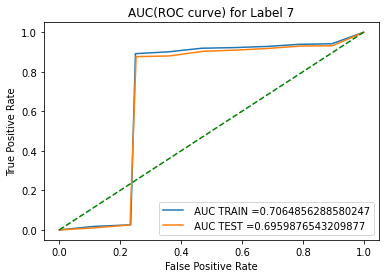 AUC(ROC curve) for Label 7
True Positive Rate
1.0
0.8
0.6
0.4
0.2
0.0
AUC TRAIN =0.7064856288580247
AUC TEST =0.6959876543209877
0.0 0.2 0.4 0.6 0.8 1.0
False Positive Rate